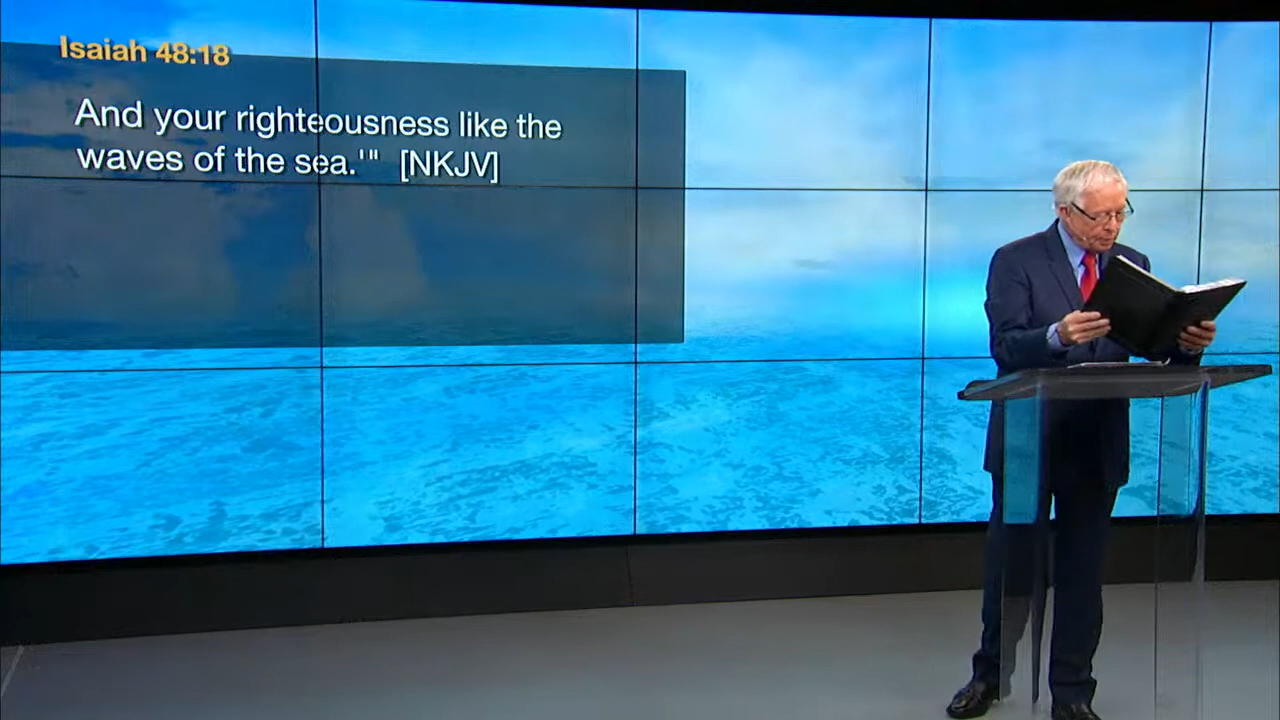 Isaiah 48:18
And your righteousness like the
waves of the sea.'" [NKJV]